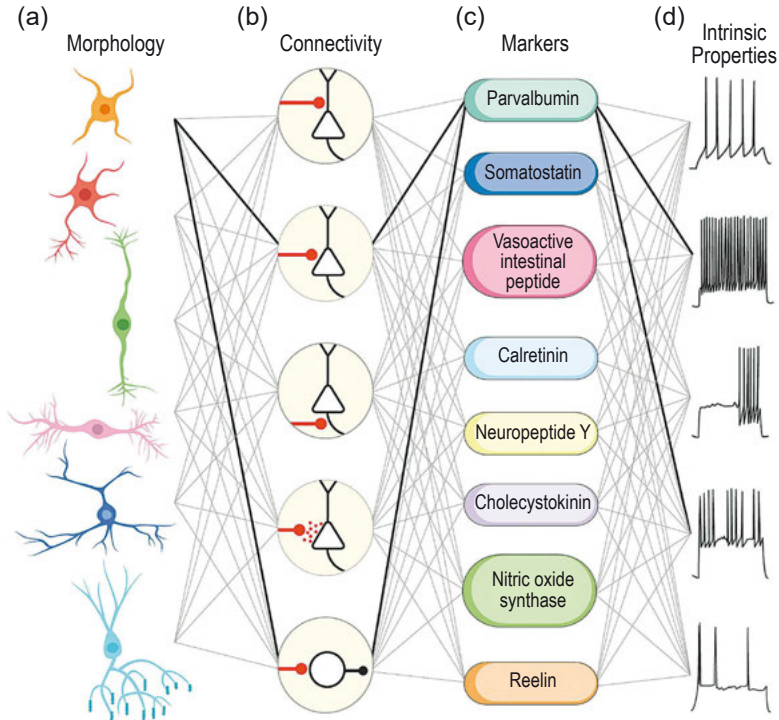 (a)
Morphology
(b)
Connectivity
(c)
Markers
(d)
Intrinsic
Properties
Parvalbumin
Somatostatin
Vasoactive
intestinal
peptide
Calretinin
Neuropeptide Y
Cholecystokinin
Nitric oxide
synthase
Reelin